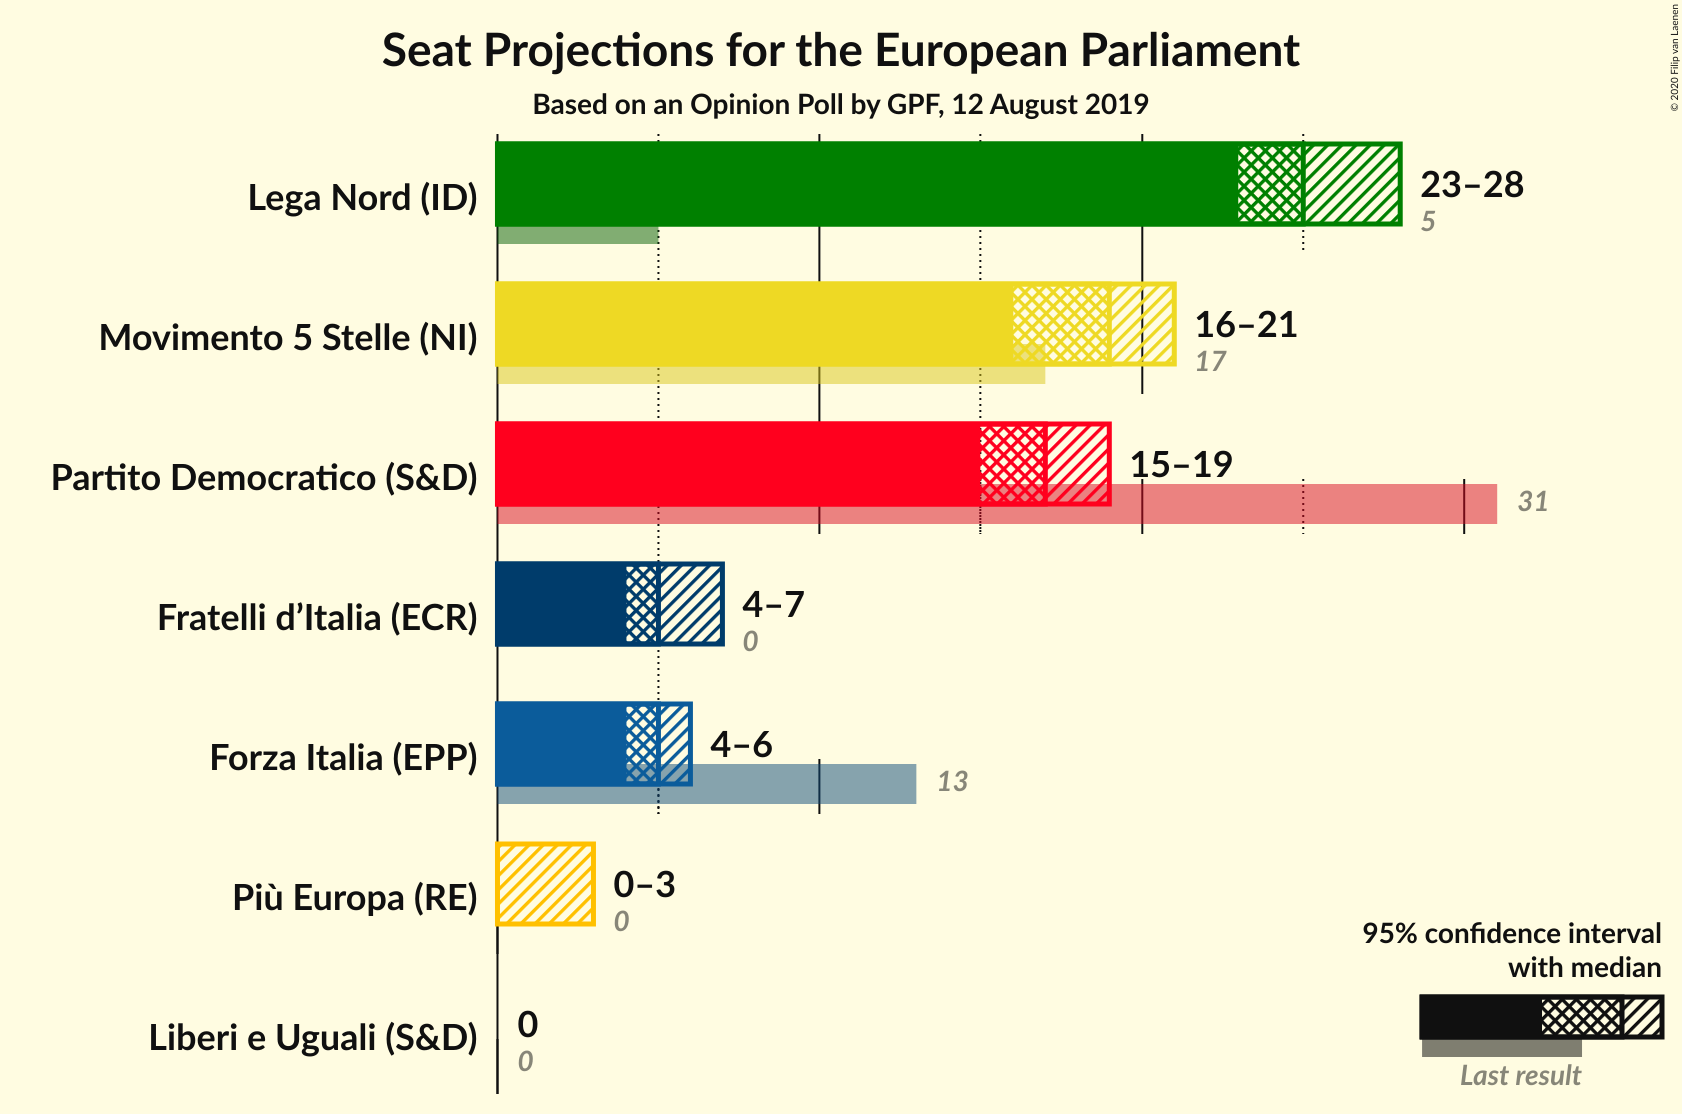 Seat Projections for the European Parliament
Based on an Opinion Poll by GPF, 12 August 2019
© 2020 Filip van Laenen
Lega Nord (ID)
23–28
5
Movimento 5 Stelle (NI)
16–21
17
Partito Democratico (S&D)
15–19
31
Fratelli d’Italia (ECR)
4–7
0
Forza Italia (EPP)
4–6
13
Più Europa (RE)
0–3
0
Liberi e Uguali (S&D)
0
0
95% confidence interval
with median
Last result